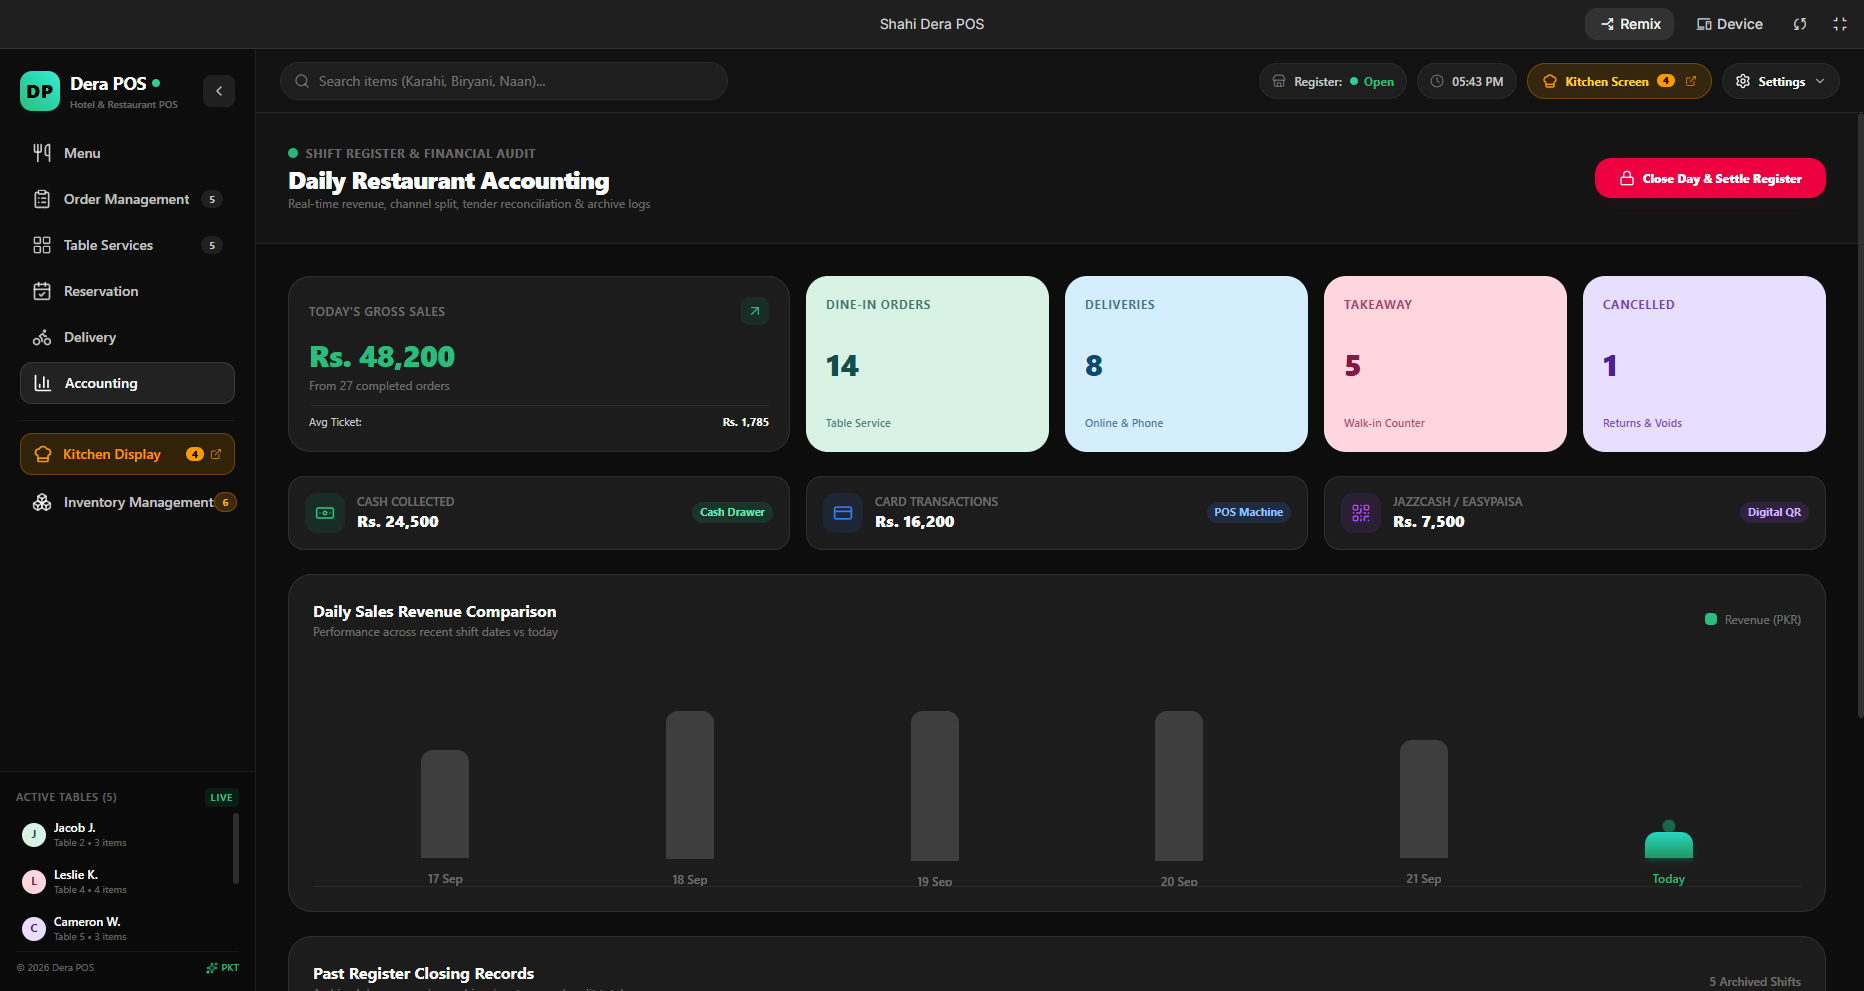 Shahi Dera POS
Remix
Device
DP
Dera POS
Hotel & Restaurant POS
Search items (Karahi, Biryani, Naan)...
Register: Open
05:43 PM
Kitchen Screen 4
Settings
Menu
Order Management 5
Table Services 5
Reservation
Delivery
Accounting
Kitchen Display 4
Inventory Management 6
ACTIVE TABLES (5) LIVE
J
Jacob J.
Table 2 • 3 items
L
Leslie K.
Table 4 • 4 items
C
Cameron W.
Table 5 • 3 items
© 2026 Dera POS PKT
SHIFT REGISTER & FINANCIAL AUDIT
Daily Restaurant Accounting
Real-time revenue, channel split, tender reconciliation & archive logs
Close Day & Settle Register
TODAY'S GROSS SALES
Rs. 48,200
From 27 completed orders
Avg Ticket: Rs. 1,785
DINE-IN ORDERS
14
Table Service
DELIVERIES
8
Online & Phone
TAKEAWAY
5
Walk-in Counter
CANCELLED
1
Returns & Voids
CASH COLLECTED
Rs. 24,500
Cash Drawer
CARD TRANSACTIONS
Rs. 16,200
POS Machine
JAZZCASH / EASYPAISA
Rs. 7,500
Digital QR
Daily Sales Revenue Comparison
Performance across recent shift dates vs today
Revenue (PKR)
17 Sep
18 Sep
19 Sep
20 Sep
21 Sep
Today
Past Register Closing Records
5 Archived Shifts